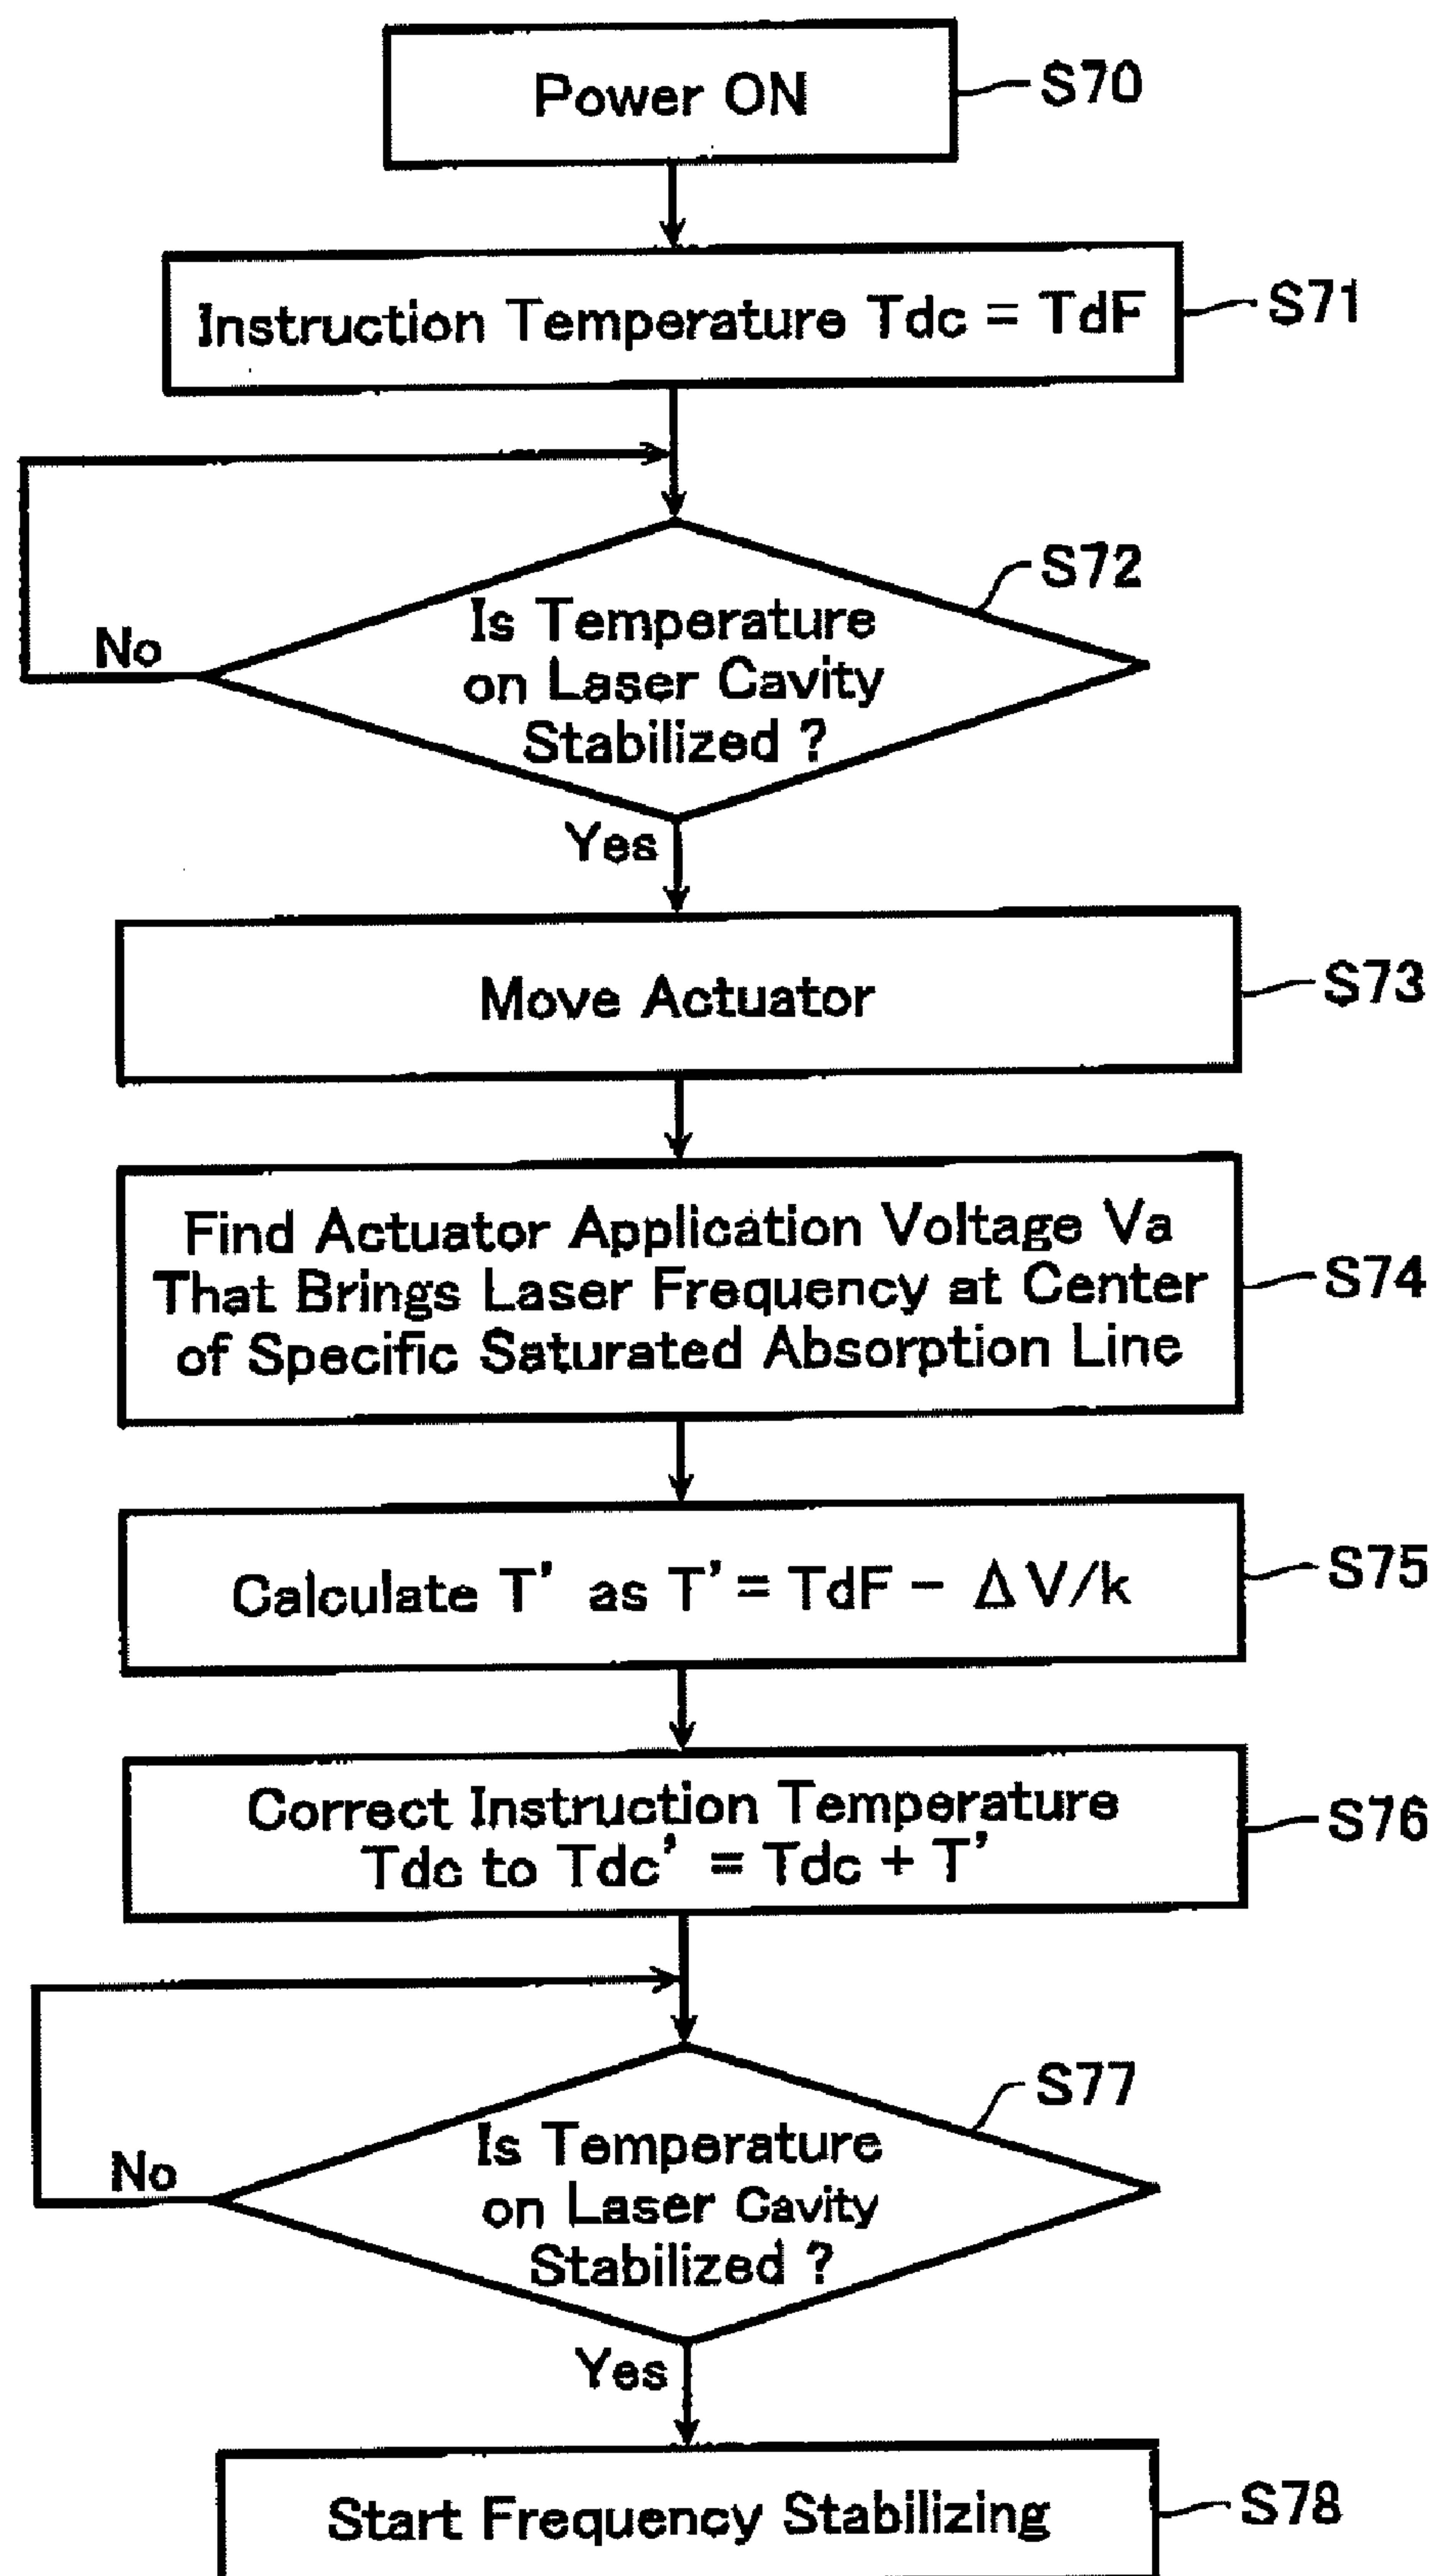 Power ON
S70
Instruction Temperature Tdc = TdF
S71
S72
Is Temperature
on Laser Cavity
Stabilized ?
No
Yes
Move Actuator
S73
Find Actuator Application Voltage Va
That Brings Laser Frequency at Center
of Specific Saturated Absorption Line
S74
Calculate T' as T' = TdF - ΔV/k
S75
Correct Instruction Temperature
Tdc to Tdc' = Tdc + T'
S76
S77
Is Temperature
on Laser Cavity
Stabilized ?
No
Yes
Start Frequency Stabilizing
S78